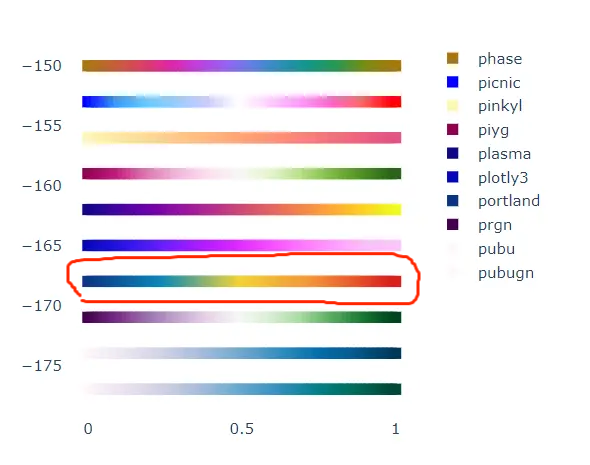 −150
−155
−160
−165
−170
−175
0 0.5 1
phase
picnic
pinkyl
piyg
plasma
plotly3
portland
prgn
pubu
pubugn